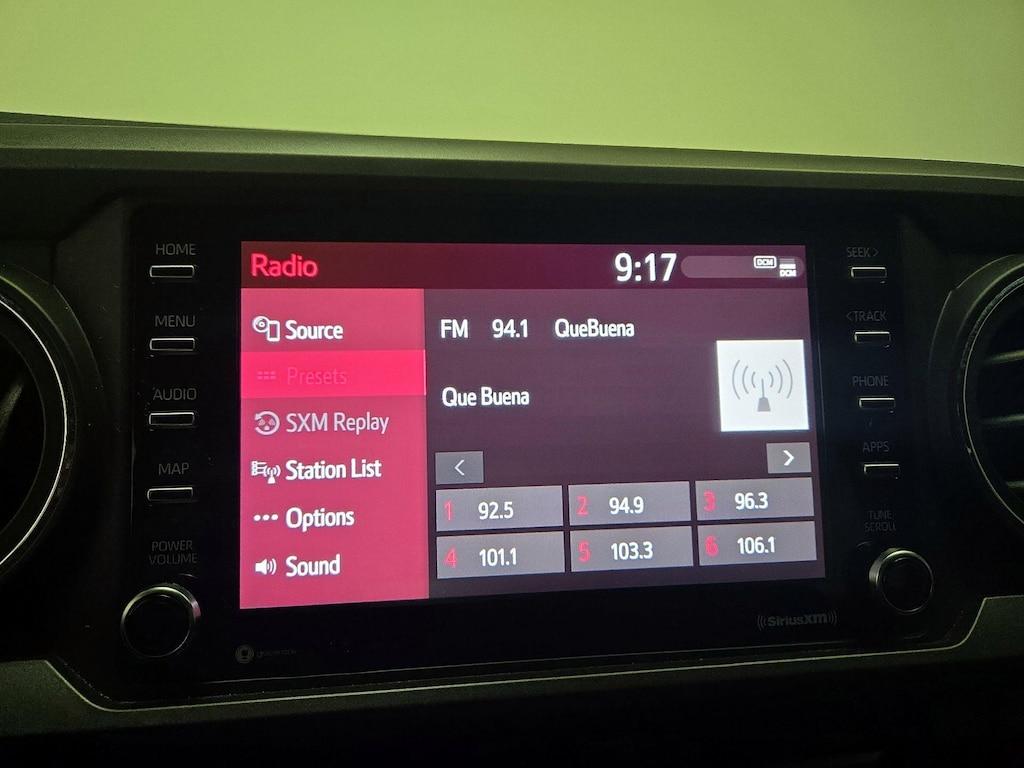 HOME
MENU
AUDIO
MAP
POWER
VOLUME
Radio
9:17
DCM
DCM
Source
Presets
SXM Replay
Station List
Options
Sound
FM 94.1 QueBuena
Que Buena
<
>
1 92.5
2 94.9
3 96.3
4 101.1
5 103.3
6 106.1
SEEK >
< TRACK
PHONE
APPS
TUNE
SCROLL
SiriusXM